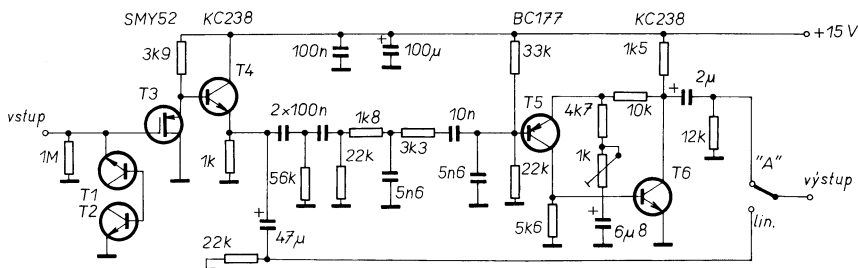 SMY52 KC238 BC177 KC238
+15V
3k9 100n + 100μ 33k 1k5
T4 + 2μ
T3 2×100n 10n T5 4k7 10k
vstup 1k8
3k3 12k
1M 1k 22k 22k 1k "A"
T1 56k 5n6 5n6 T6 výstup
T2 5k6 lin.
+ 47μ + 6μ8
22k